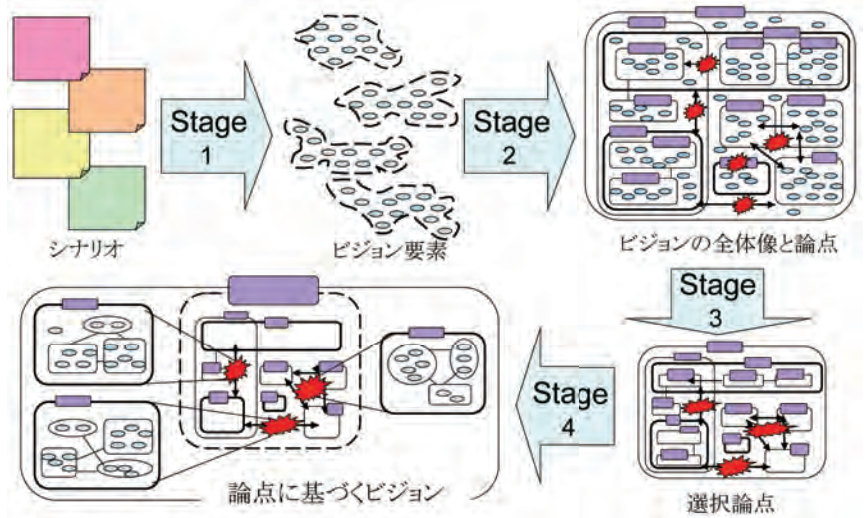 Stage
1
Stage
2
シナリオ
ビジョン要素
ビジョンの全体像と論点
Stage
3
Stage
4
選択論点
論点に基づくビジョン